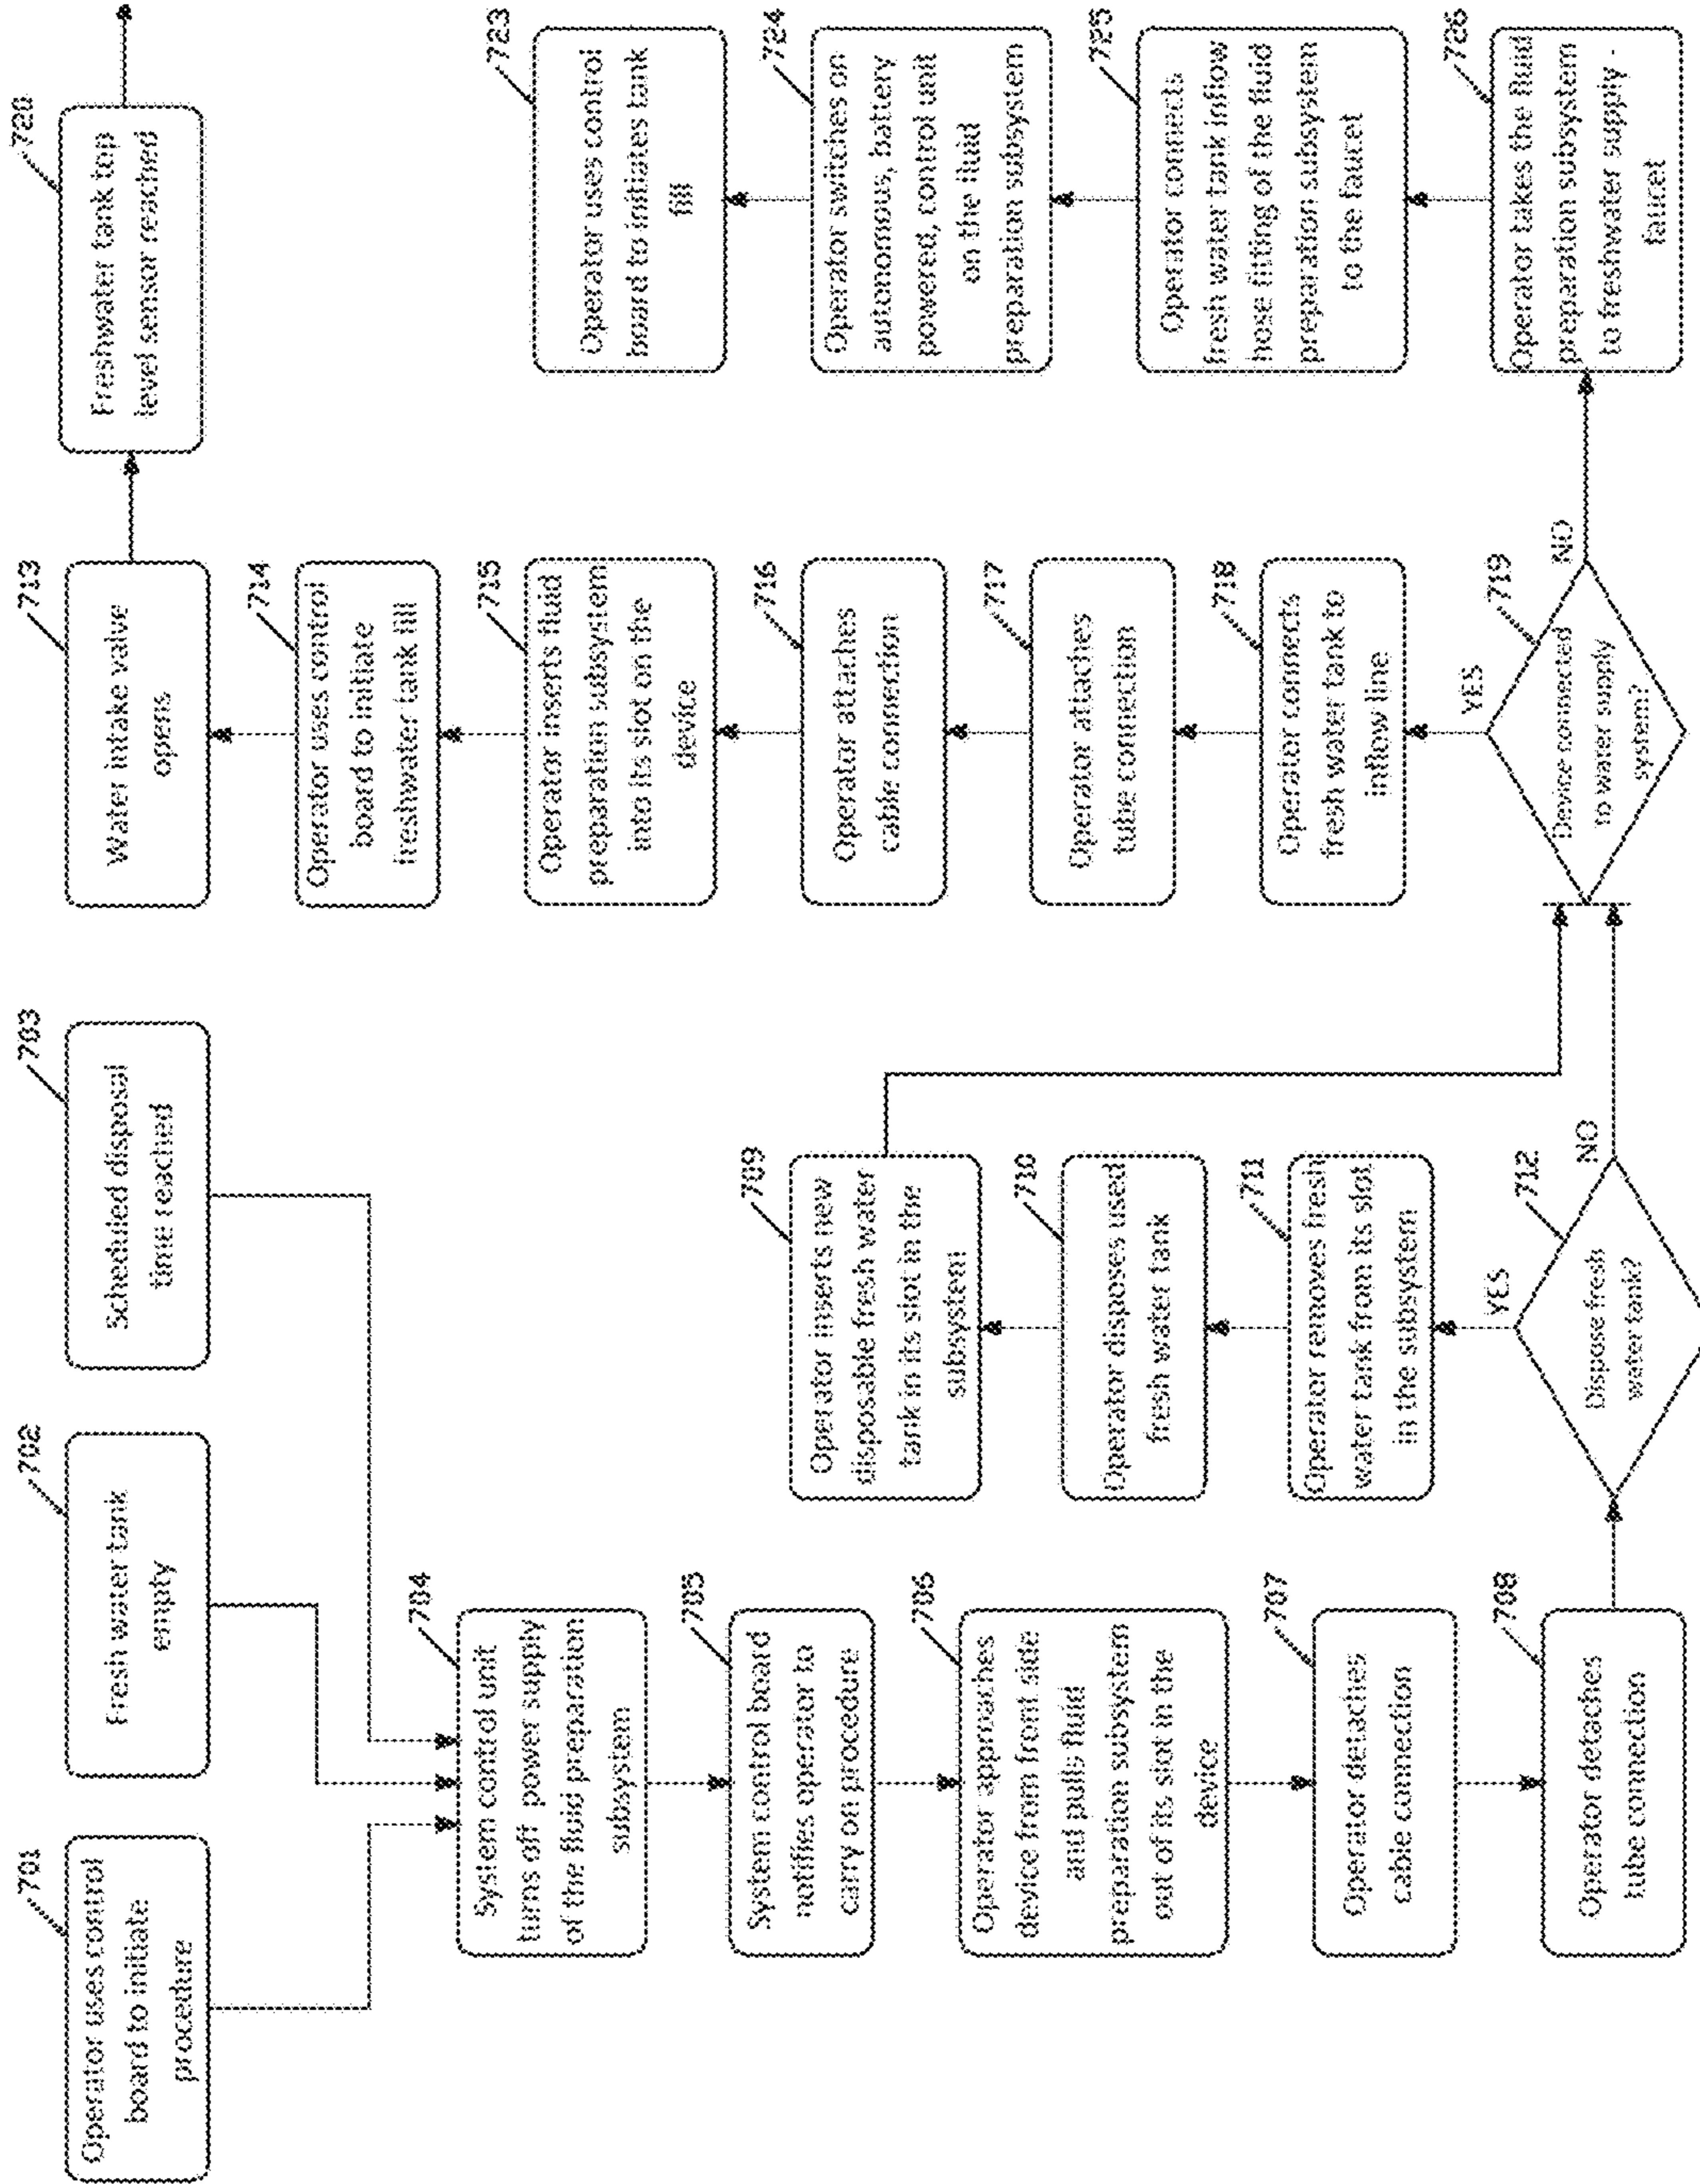 701
Operator uses control
board to initiate
procedure
702
Fresh water tank
empty
703
Scheduled disposal
time reached
704
System control unit
turns off power supply
of the fluid preparation
subsystem
705
System control board
notifies operator to
carry on procedure
706
Operator approaches
device from front side
and pulls fluid
preparation subsystem
out of its slot in the
device
707
Operator detaches
cable connection
708
Operator detaches
tube connection
709
Operator inserts new
disposable fresh water
tank in its slot in the
subsystem
710
Operator disposes used
fresh water tank
711
Operator removes fresh
water tank from its slot
in the subsystem
712
YES
Dispose fresh
water tank?
NO
713
Water intake valve
opens
714
Operator uses control
board to initiate
freshwater tank fill
715
Operator inserts fluid
preparation subsystem
into its slot on the
device
716
Operator attaches
cable connection
717
Operator attaches
tube connection
718
Operator connects
fresh water tank to
inflow line
719
YES
Device connected
to water supply
system?
NO
720
Freshwater tank top
level sensor reached
723
Operator uses control
board to initiates tank
fill
724
Operator switches on
autonomous, battery
powered, control unit
on the fluid
preparation subsystem
725
Operator connects
fresh water tank inflow
hose fitting of the fluid
preparation subsystem
to the faucet
726
Operator takes the fluid
preparation subsystem
to freshwater supply -
faucet